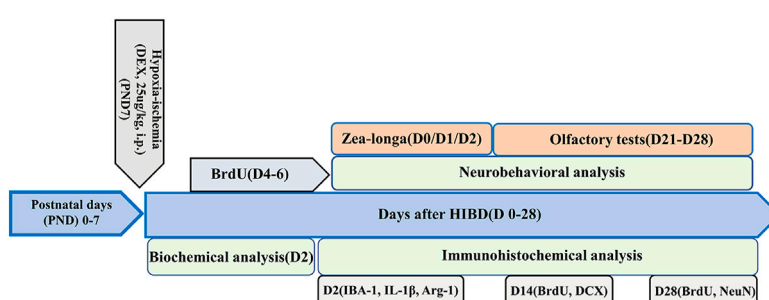 Hypoxia-ischemia
(DEX, 25ug/kg, i.p.)
(PND7)
Zea-longa(D0/D1/D2)
Olfactory tests(D21-D28)
BrdU(D4-6)
Neurobehavioral analysis
Postnatal days
(PND) 0-7
Days after HIBD(D 0-28)
Biochemical analysis(D2)
Immunohistochemical analysis
D2(IBA-1, IL-1β, Arg-1)
D14(BrdU, DCX)
D28(BrdU, NeuN)